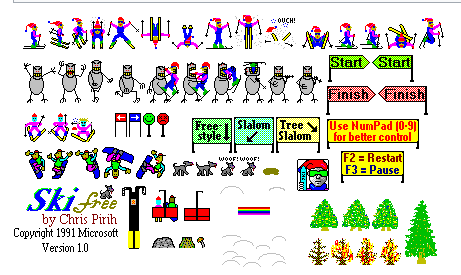 OUCH!
Start Start
Finish Finish
Free-
style
Slalom
Tree
Slalom
Use NumPad (0-9)
for better control
WOOF! WOOF!
F2 = Restart
F3 = Pause
Ski free
by Chris Pirih
Copyright 1991 Microsoft
Version 1.0